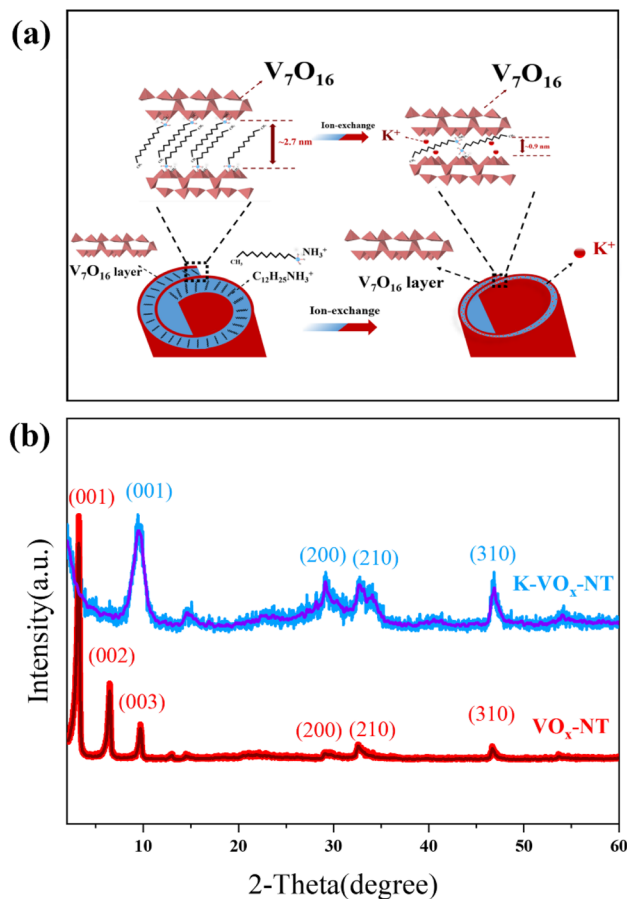 (a)
V₇O₁₆
V₇O₁₆
Ion-exchange
K⁺
~2.7 nm
~0.9 nm
V₇O₁₆ layer
CH₃
NH₃⁺
C₁₂H₂₅NH₃⁺
Ion-exchange
V₇O₁₆ layer
K⁺
(b)
Intensity(a.u.)
(001)
(001)
(200)
(210)
(310)
K-VOₓ-NT
(002)
(003)
(200)
(210)
(310)
VOₓ-NT
10
20
30
40
50
60
2-Theta(degree)